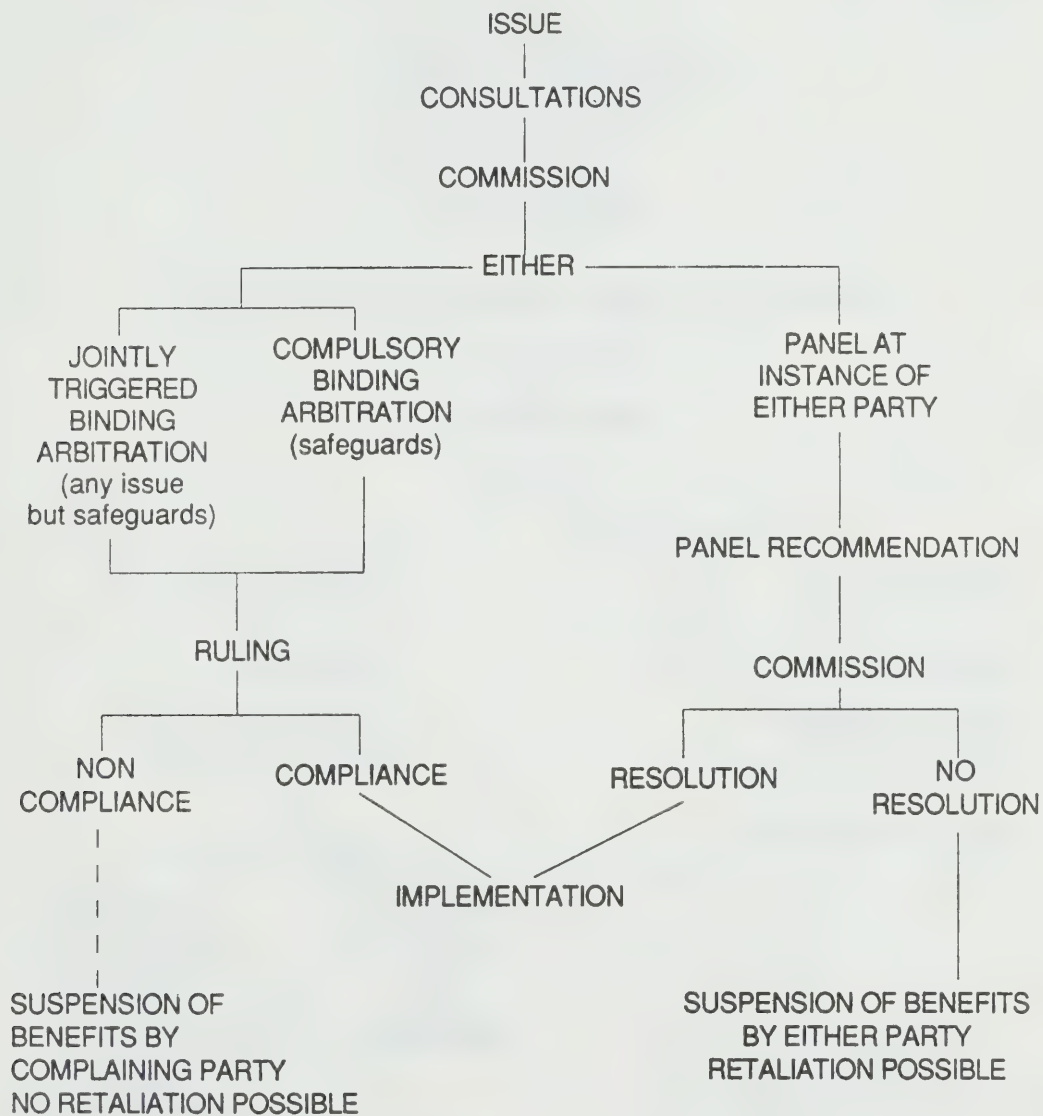 ISSUE
CONSULTATIONS
COMMISSION
EITHER
JOINTLY
TRIGGERED
BINDING
ARBITRATION
(any issue
but safeguards)
COMPULSORY
BINDING
ARBITRATION
(safeguards)
PANEL AT
INSTANCE OF
EITHER PARTY
PANEL RECOMMENDATION
RULING
COMMISSION
NON
COMPLIANCE
COMPLIANCE
RESOLUTION
NO
RESOLUTION
IMPLEMENTATION
SUSPENSION OF
BENEFITS BY
COMPLAINING PARTY
NO RETALIATION POSSIBLE
SUSPENSION OF BENEFITS
BY EITHER PARTY
RETALIATION POSSIBLE